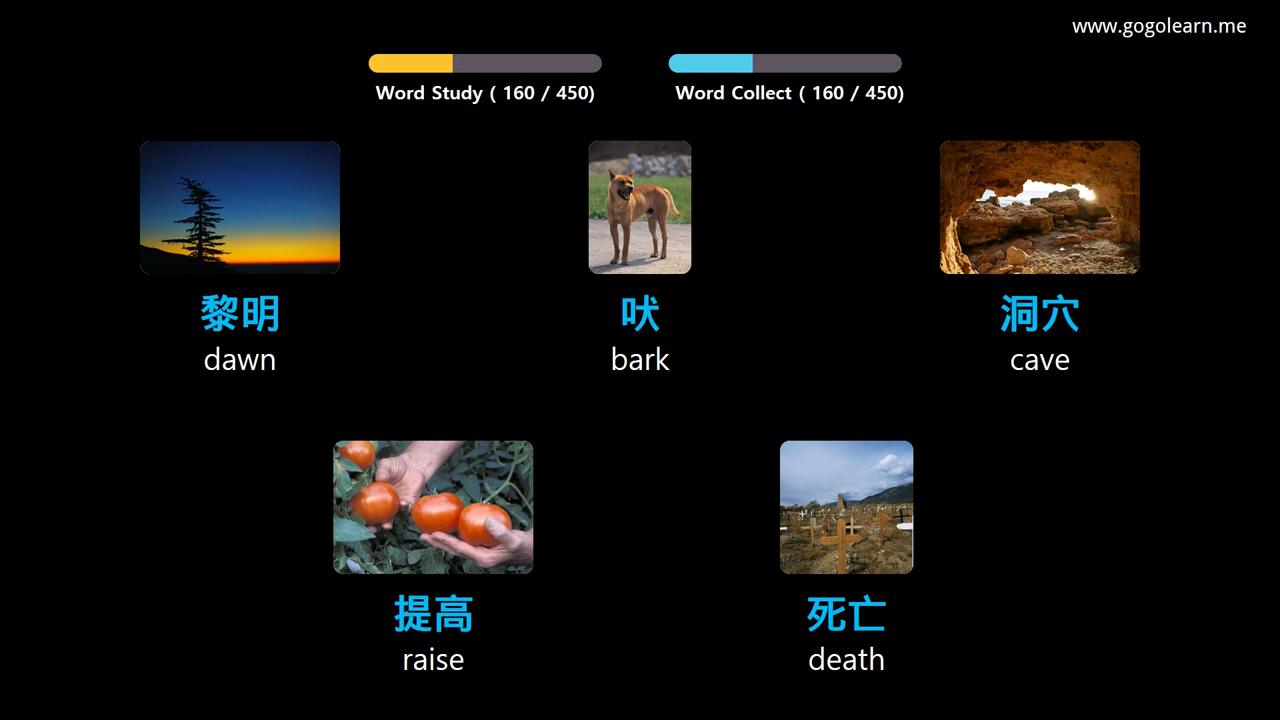 www.gogolearn.me
Word Study ( 160 / 450)
Word Collect ( 160 / 450)
黎明
dawn
吠
bark
洞穴
cave
提高
raise
死亡
death